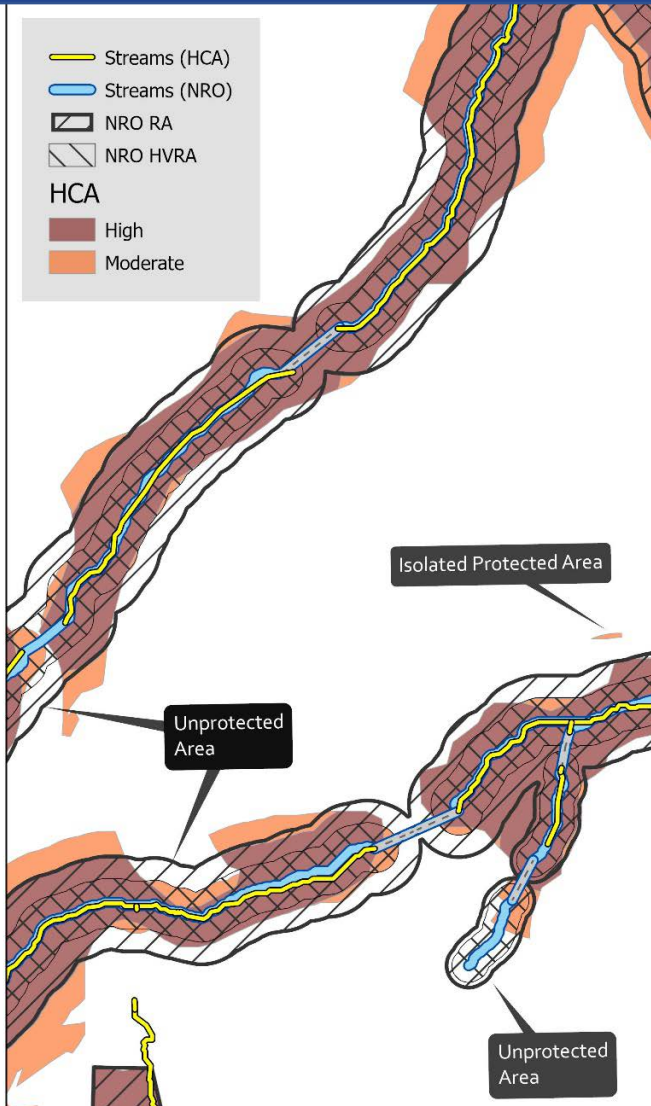 Streams (HCA)
Streams (NRO)
NRO RA
NRO HVRA
HCA
High
Moderate
Isolated Protected Area
Unprotected
Area
Unprotected
Area